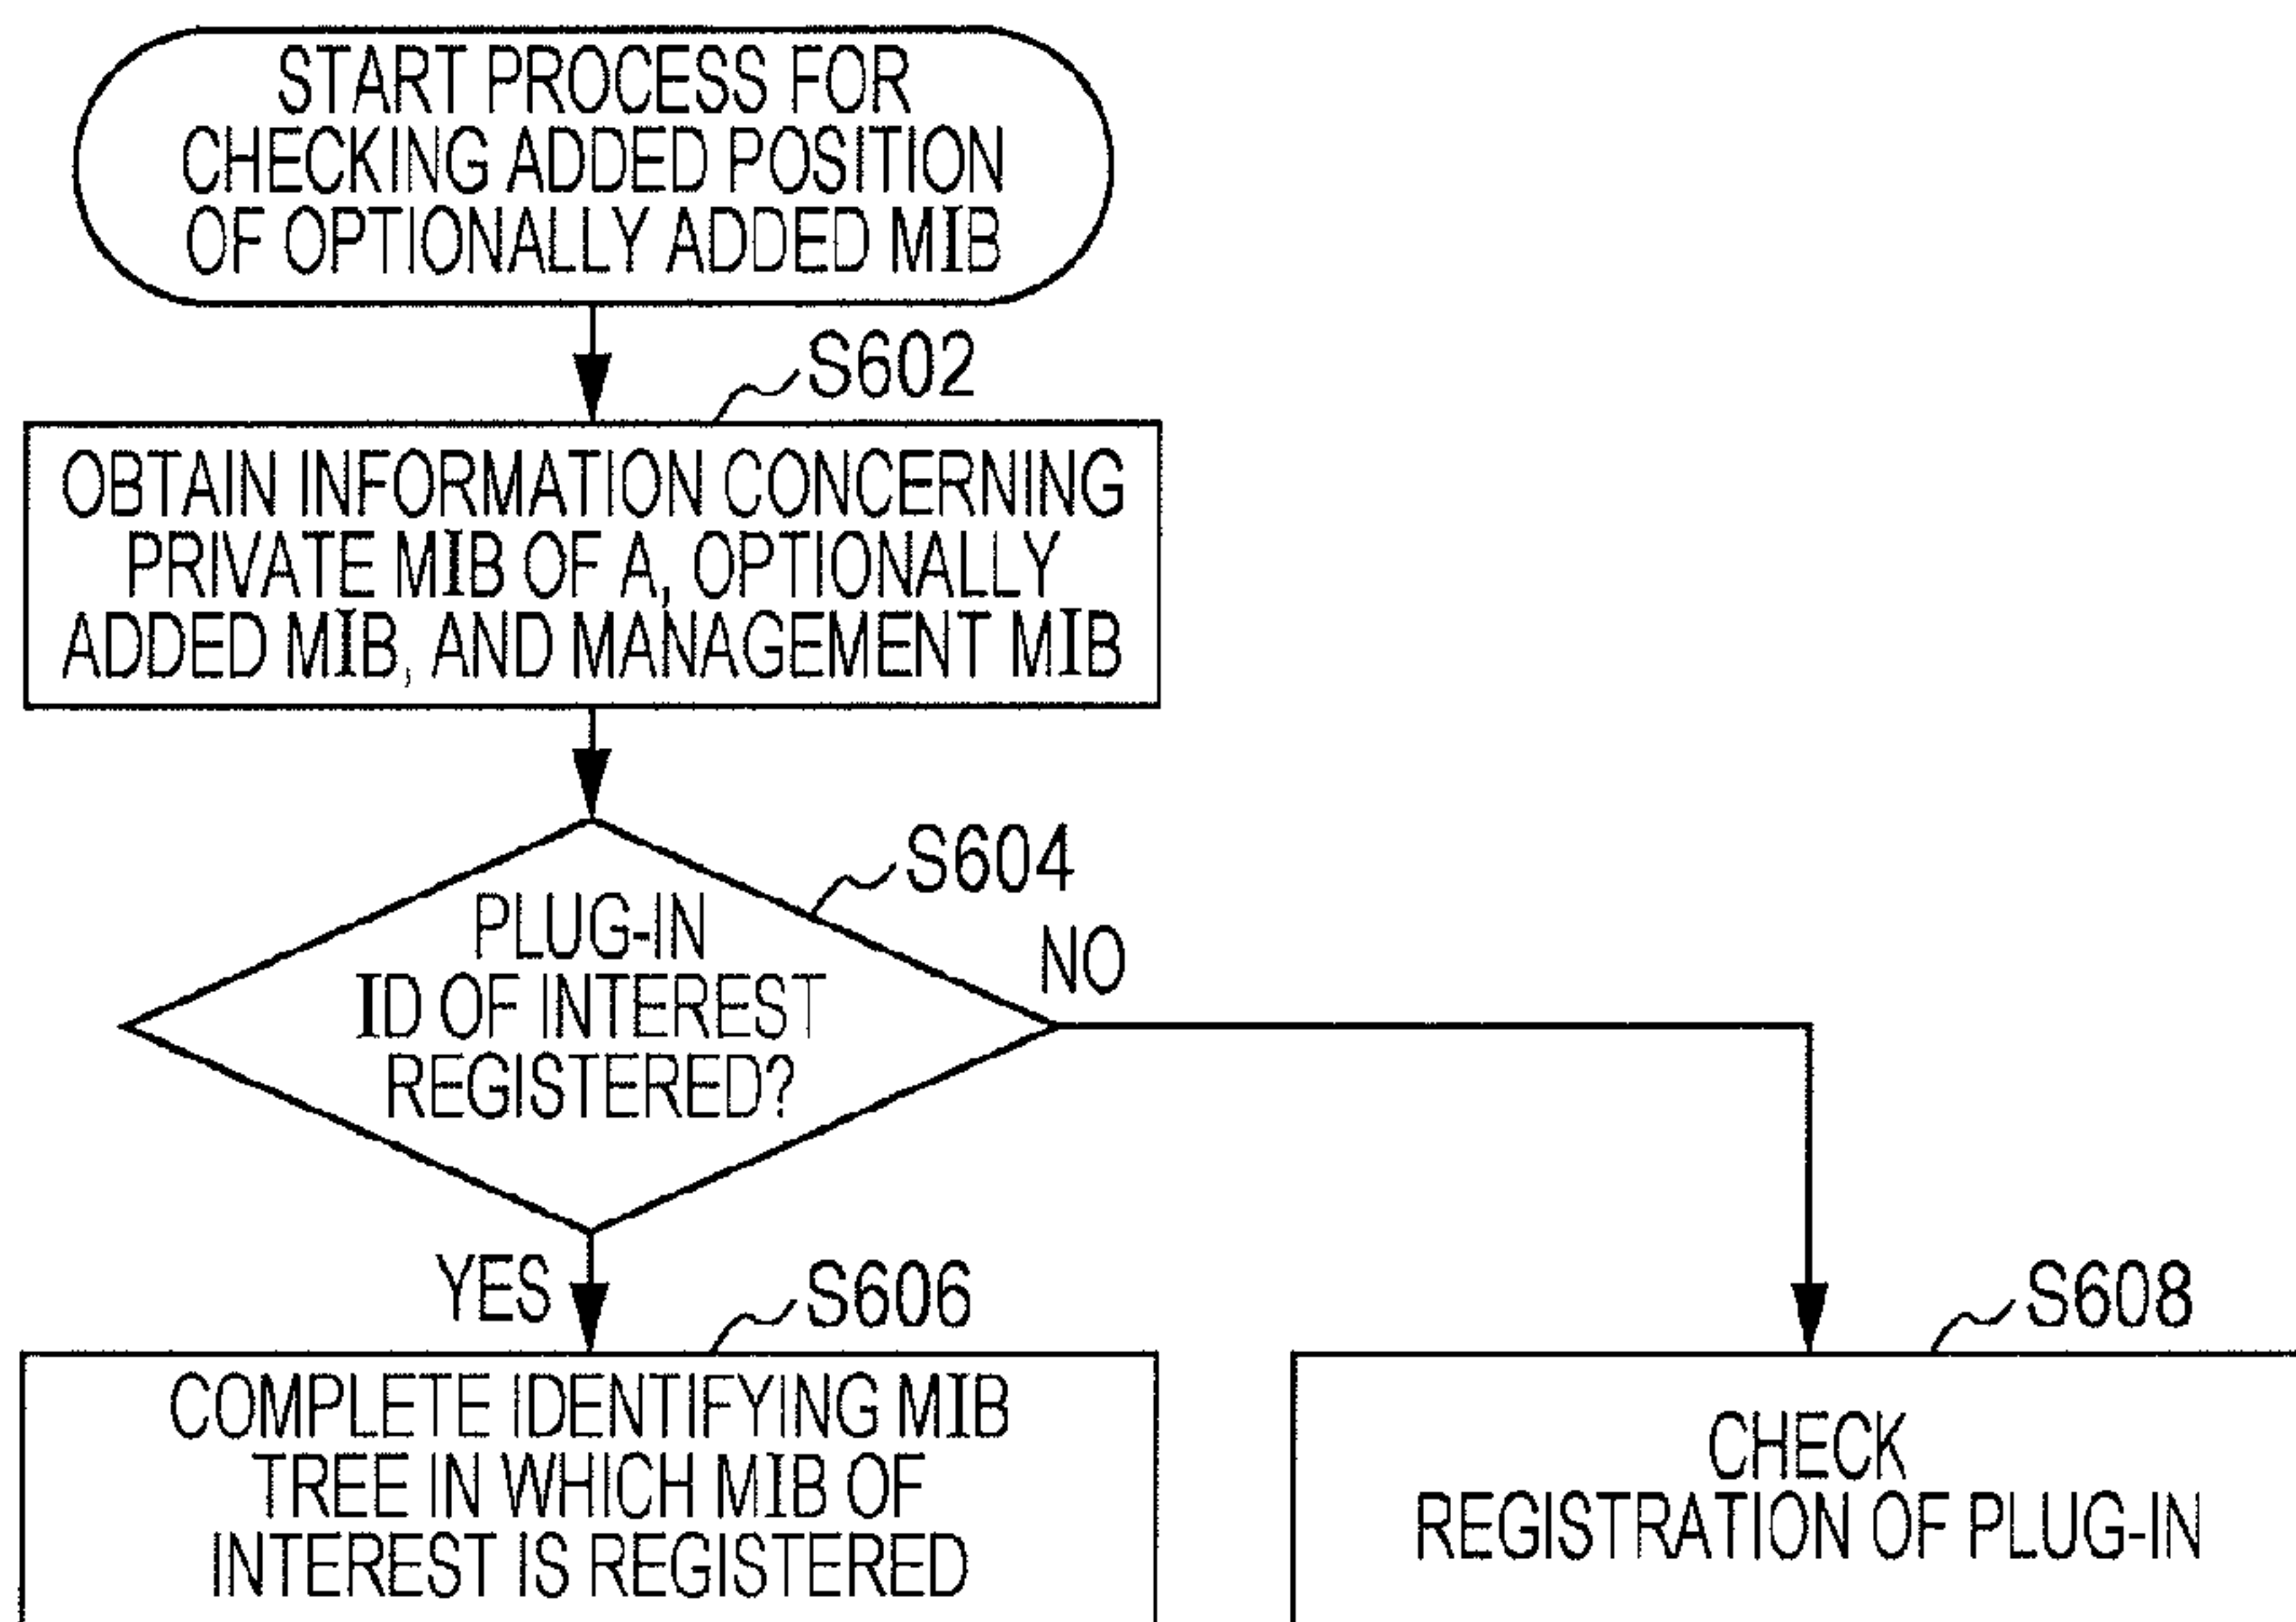 START PROCESS FOR
CHECKING ADDED POSITION
OF OPTIONALLY ADDED MIB
S602
OBTAIN INFORMATION CONCERNING
PRIVATE MIB OF A, OPTIONALLY
ADDED MIB, AND MANAGEMENT MIB
S604
PLUG-IN
ID OF INTEREST
REGISTERED?
NO
YES
S606
COMPLETE IDENTIFYING MIB
TREE IN WHICH MIB OF
INTEREST IS REGISTERED
S608
CHECK
REGISTRATION OF PLUG-IN